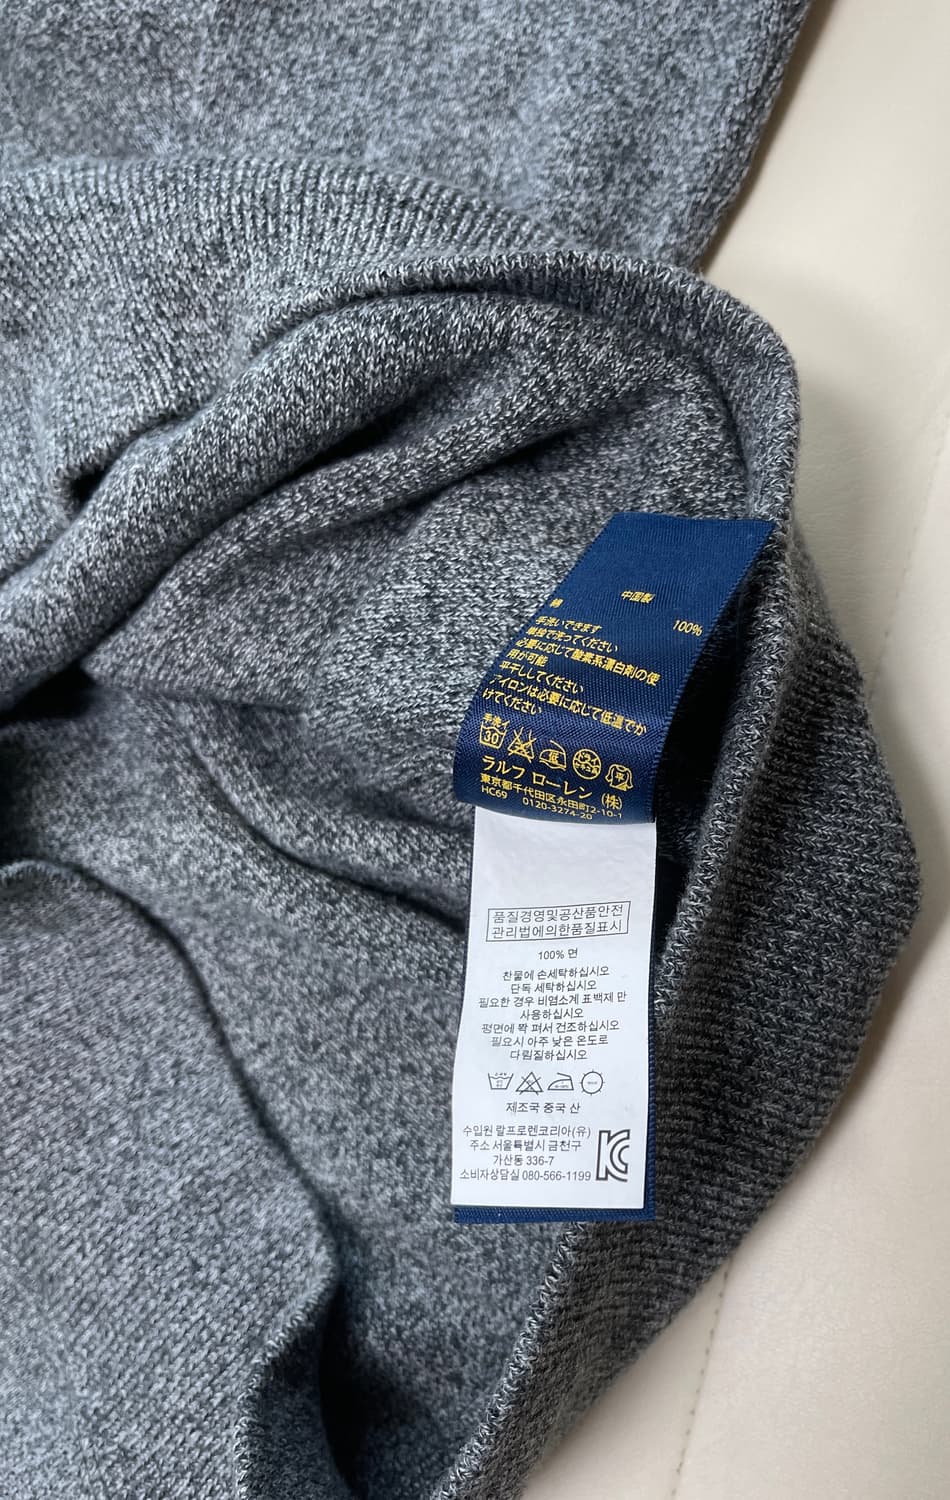 中国製
綿 100%
手洗いできます
単独で洗ってください
必要に応じて酸素系漂白剤の使
用が可能
平干ししてください
アイロンは必要に応じて低温でか
けてください
手洗イ
30
低
平
ラルフ ローレン (株)
東京都千代田区永田町2-10-1
HC69 0120-3274-20
품질경영및공산품안전
관리법에의한품질표시
100% 면
찬물에 손세탁하십시오
단독 세탁하십시오
필요한 경우 비염소계 표백제 만
사용하십시오
평면에 쫙 펴서 건조하십시오
필요시 아주 낮은 온도로
다림질하십시오
제조국 중국 산
수입원 랄프로렌코리아(유)
주소 서울특별시 금천구
가산동 336-7
소비자상담실 080-566-1199